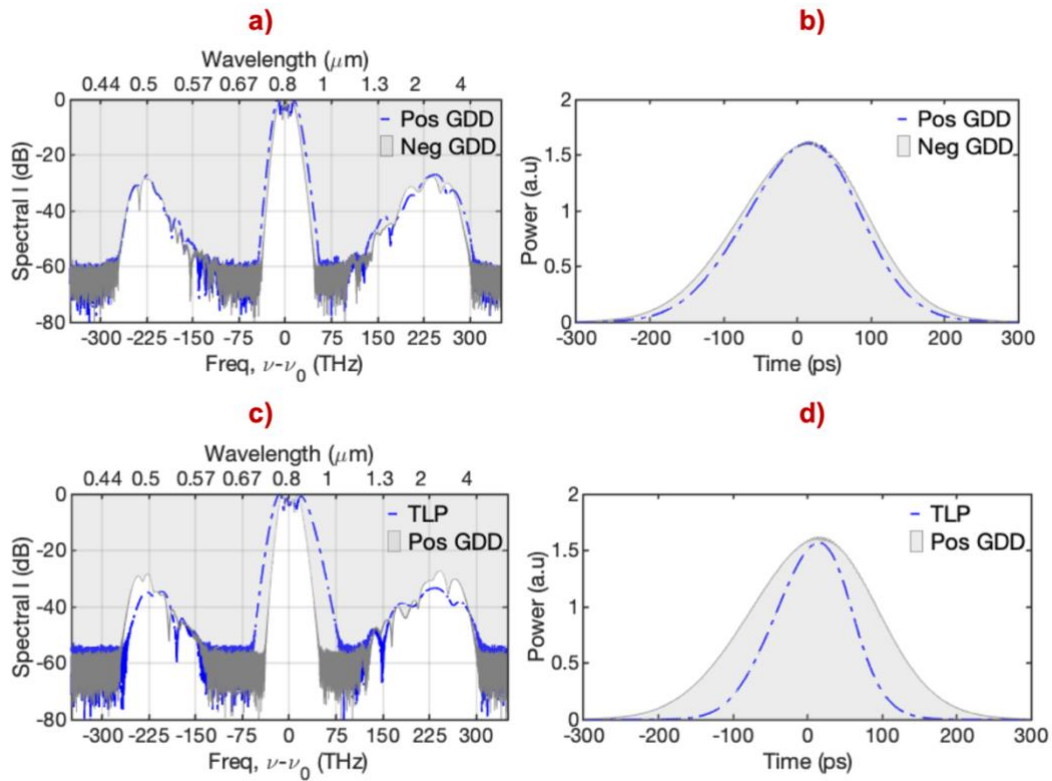 a)
Wavelength (μm)
0.44 0.5 0.57 0.67 0.8 1 1.3 2 4
0
-20
-40
-60
-80
Spectral I (dB)
Pos GDD
Neg GDD
-300 -225 -150 -75 0 75 150 225 300
Freq, ν-ν₀ (THz)
b)
2
1.5
1
0.5
0
Power (a.u)
Pos GDD
Neg GDD
-300 -200 -100 0 100 200 300
Time (ps)
c)
Wavelength (μm)
0.44 0.5 0.57 0.67 0.8 1 1.3 2 4
0
-20
-40
-60
-80
Spectral I (dB)
TLP
Pos GDD
-300 -225 -150 -75 0 75 150 225 300
Freq, ν-ν₀ (THz)
d)
2
1.5
1
0.5
0
Power (a.u)
TLP
Pos GDD
-300 -200 -100 0 100 200 300
Time (ps)